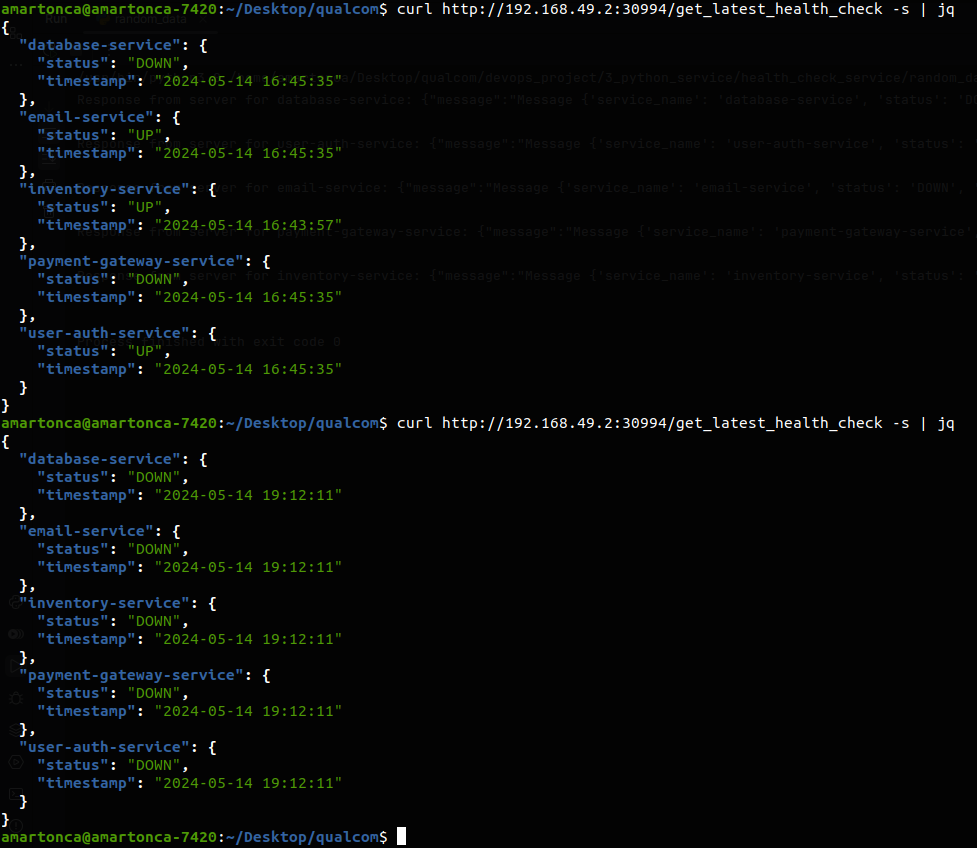 amartonca@amartonca-7420:~/Desktop/qualcom$ curl http://192.168.49.2:30994/get_latest_health_check -s | jq
{
  "database-service": {
    "status": "DOWN",
    "timestamp": "2024-05-14 16:45:35"
  },
  "email-service": {
    "status": "UP",
    "timestamp": "2024-05-14 16:45:35"
  },
  "inventory-service": {
    "status": "UP",
    "timestamp": "2024-05-14 16:43:57"
  },
  "payment-gateway-service": {
    "status": "DOWN",
    "timestamp": "2024-05-14 16:45:35"
  },
  "user-auth-service": {
    "status": "UP",
    "timestamp": "2024-05-14 16:45:35"
  }
}
amartonca@amartonca-7420:~/Desktop/qualcom$ curl http://192.168.49.2:30994/get_latest_health_check -s | jq
{
  "database-service": {
    "status": "DOWN",
    "timestamp": "2024-05-14 19:12:11"
  },
  "email-service": {
    "status": "DOWN",
    "timestamp": "2024-05-14 19:12:11"
  },
  "inventory-service": {
    "status": "DOWN",
    "timestamp": "2024-05-14 19:12:11"
  },
  "payment-gateway-service": {
    "status": "DOWN",
    "timestamp": "2024-05-14 19:12:11"
  },
  "user-auth-service": {
    "status": "DOWN",
    "timestamp": "2024-05-14 19:12:11"
  }
}
amartonca@amartonca-7420:~/Desktop/qualcom$